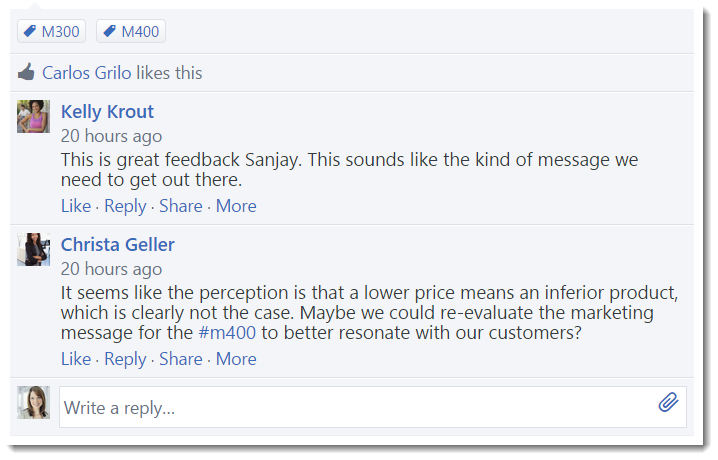 M300 M400
Carlos Grilo likes this
Kelly Krout
20 hours ago
This is great feedback Sanjay. This sounds like the kind of message we
need to get out there.
Like · Reply · Share · More
Christa Geller
20 hours ago
It seems like the perception is that a lower price means an inferior product,
which is clearly not the case. Maybe we could re-evaluate the marketing
message for the #m400 to better resonate with our customers?
Like · Reply · Share · More
Write a reply...